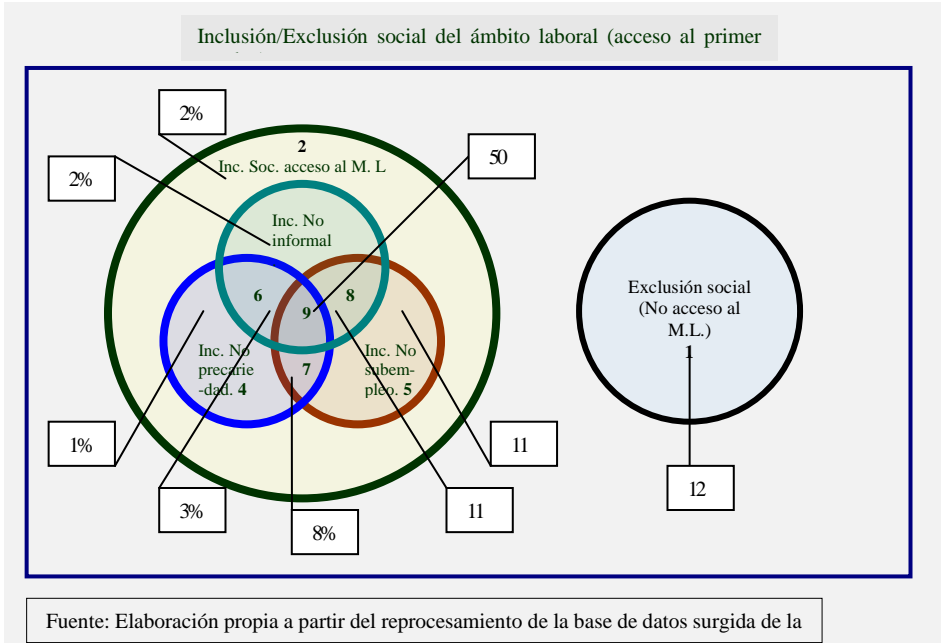 Inclusión/Exclusión social del ámbito laboral (acceso al primer
2%
2
Inc. Soc. acceso al M. L
50
2%
Inc. No
informal
6
8
9
Exclusión social
(No acceso al
M.L.)
1
Inc. No
precarie
-dad. 4
7
Inc. No
subem-
pleo. 5
1%
11
3%
11
12
8%
Fuente: Elaboración propia a partir del reprocesamiento de la base de datos surgida de la